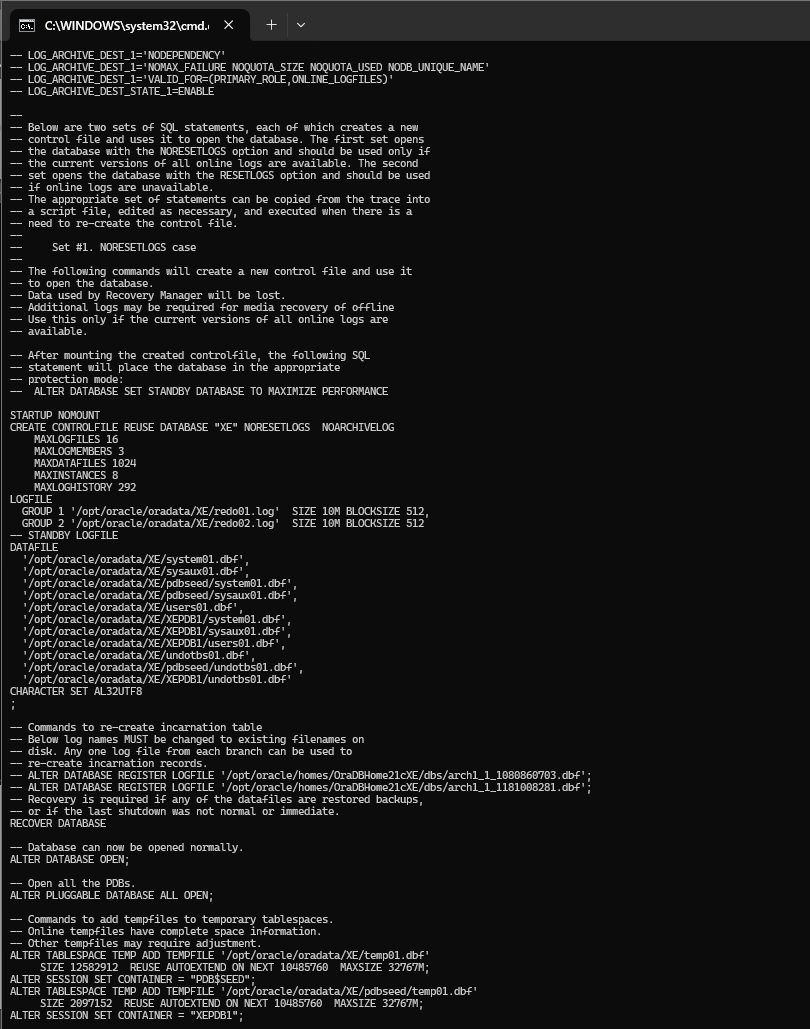 C:\WINDOWS\system32\cmd.
-- LOG_ARCHIVE_DEST_1='NODEPENDENCY'
-- LOG_ARCHIVE_DEST_1='NOMAX_FAILURE NOQUOTA_SIZE NOQUOTA_USED NODB_UNIQUE_NAME'
-- LOG_ARCHIVE_DEST_1='VALID_FOR=(PRIMARY_ROLE,ONLINE_LOGFILES)'
-- LOG_ARCHIVE_DEST_STATE_1=ENABLE
--
-- Below are two sets of SQL statements, each of which creates a new
-- control file and uses it to open the database. The first set opens
-- the database with the NORESETLOGS option and should be used only if
-- the current versions of all online logs are available. The second
-- set opens the database with the RESETLOGS option and should be used
-- if online logs are unavailable.
-- The appropriate set of statements can be copied from the trace into
-- a script file, edited as necessary, and executed when there is a
-- need to re-create the control file.
--
--     Set #1. NORESETLOGS case
--
-- The following commands will create a new control file and use it
-- to open the database.
-- Data used by Recovery Manager will be lost.
-- Additional logs may be required for media recovery of offline
-- Use this only if the current versions of all online logs are
-- available.
-- After mounting the created controlfile, the following SQL
-- statement will place the database in the appropriate
-- protection mode:
--  ALTER DATABASE SET STANDBY DATABASE TO MAXIMIZE PERFORMANCE
STARTUP NOMOUNT
CREATE CONTROLFILE REUSE DATABASE "XE" NORESETLOGS  NOARCHIVELOG
    MAXLOGFILES 16
    MAXLOGMEMBERS 3
    MAXDATAFILES 1024
    MAXINSTANCES 8
    MAXLOGHISTORY 292
LOGFILE
  GROUP 1 '/opt/oracle/oradata/XE/redo01.log'  SIZE 10M BLOCKSIZE 512,
  GROUP 2 '/opt/oracle/oradata/XE/redo02.log'  SIZE 10M BLOCKSIZE 512
-- STANDBY LOGFILE
DATAFILE
  '/opt/oracle/oradata/XE/system01.dbf',
  '/opt/oracle/oradata/XE/sysaux01.dbf',
  '/opt/oracle/oradata/XE/pdbseed/system01.dbf',
  '/opt/oracle/oradata/XE/pdbseed/sysaux01.dbf',
  '/opt/oracle/oradata/XE/users01.dbf',
  '/opt/oracle/oradata/XE/XEPDB1/system01.dbf',
  '/opt/oracle/oradata/XE/XEPDB1/sysaux01.dbf',
  '/opt/oracle/oradata/XE/XEPDB1/users01.dbf',
  '/opt/oracle/oradata/XE/undotbs01.dbf',
  '/opt/oracle/oradata/XE/pdbseed/undotbs01.dbf',
  '/opt/oracle/oradata/XE/XEPDB1/undotbs01.dbf'
CHARACTER SET AL32UTF8
;
-- Commands to re-create incarnation table
-- Below log names MUST be changed to existing filenames on
-- disk. Any one log file from each branch can be used to
-- re-create incarnation records.
-- ALTER DATABASE REGISTER LOGFILE '/opt/oracle/homes/OraDBHome21cXE/dbs/arch1_1_1080860703.dbf';
-- ALTER DATABASE REGISTER LOGFILE '/opt/oracle/homes/OraDBHome21cXE/dbs/arch1_1_1181008281.dbf';
-- Recovery is required if any of the datafiles are restored backups,
-- or if the last shutdown was not normal or immediate.
RECOVER DATABASE
-- Database can now be opened normally.
ALTER DATABASE OPEN;
-- Open all the PDBs.
ALTER PLUGGABLE DATABASE ALL OPEN;
-- Commands to add tempfiles to temporary tablespaces.
-- Online tempfiles have complete space information.
-- Other tempfiles may require adjustment.
ALTER TABLESPACE TEMP ADD TEMPFILE '/opt/oracle/oradata/XE/temp01.dbf'
     SIZE 12582912  REUSE AUTOEXTEND ON NEXT 10485760  MAXSIZE 32767M;
ALTER SESSION SET CONTAINER = "PDB$SEED";
ALTER TABLESPACE TEMP ADD TEMPFILE '/opt/oracle/oradata/XE/pdbseed/temp01.dbf'
     SIZE 2097152  REUSE AUTOEXTEND ON NEXT 10485760  MAXSIZE 32767M;
ALTER SESSION SET CONTAINER = "XEPDB1";